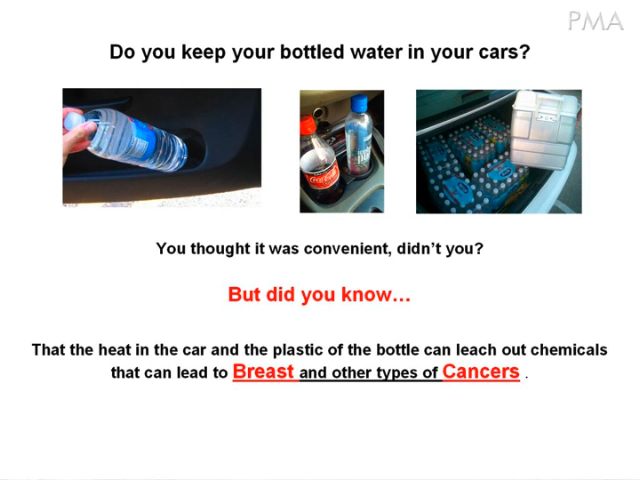 PMA
Do you keep your bottled water in your cars?
Coca-Cola
You thought it was convenient, didn't you?
But did you know…
That the heat in the car and the plastic of the bottle can leach out chemicals
that can lead to Breast and other types of Cancers .